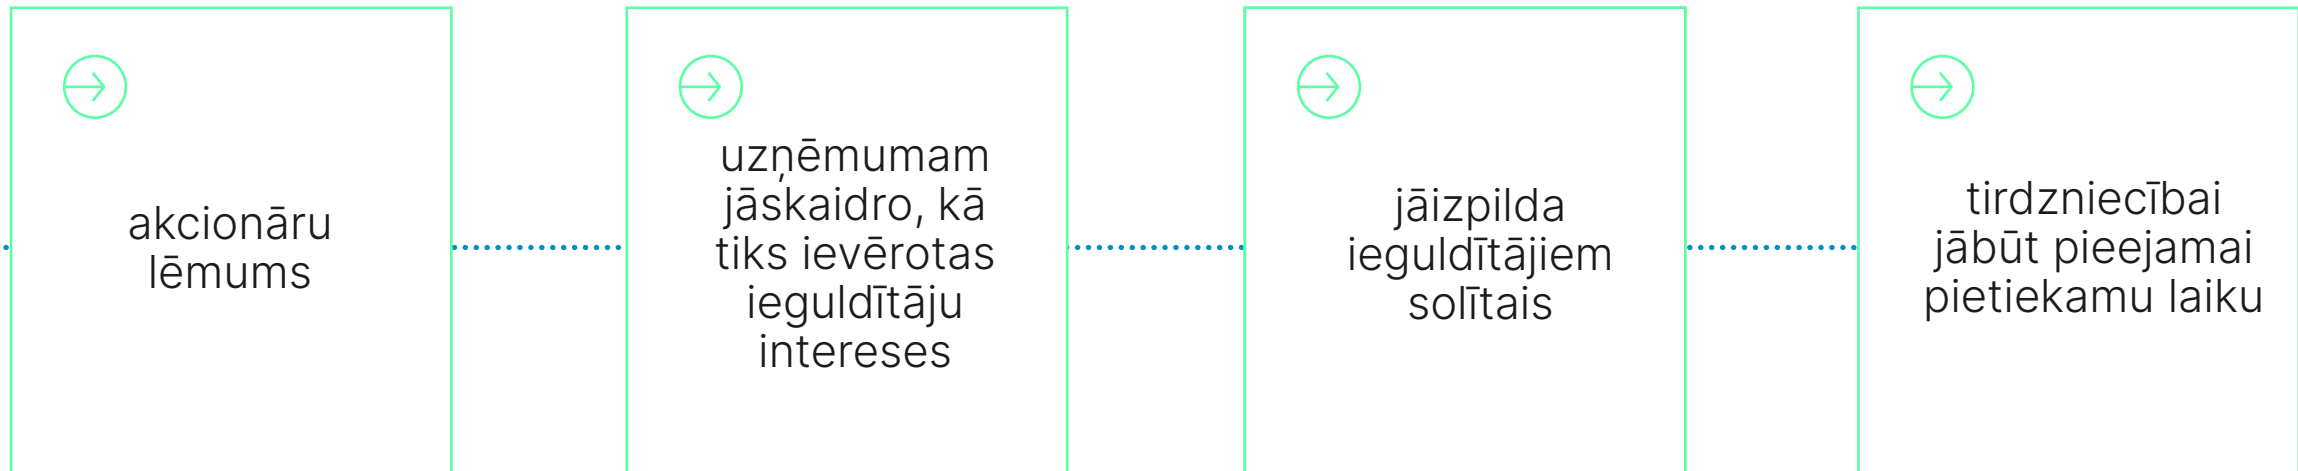 akcionāru
lēmums
uzņēmumam
jāskaidro, kā
tiks ievērotas
ieguldītāju
intereses
jāizpilda
ieguldītājiem
solītais
tirdzniecībai
jābūt pieejamai
pietiekamu laiku